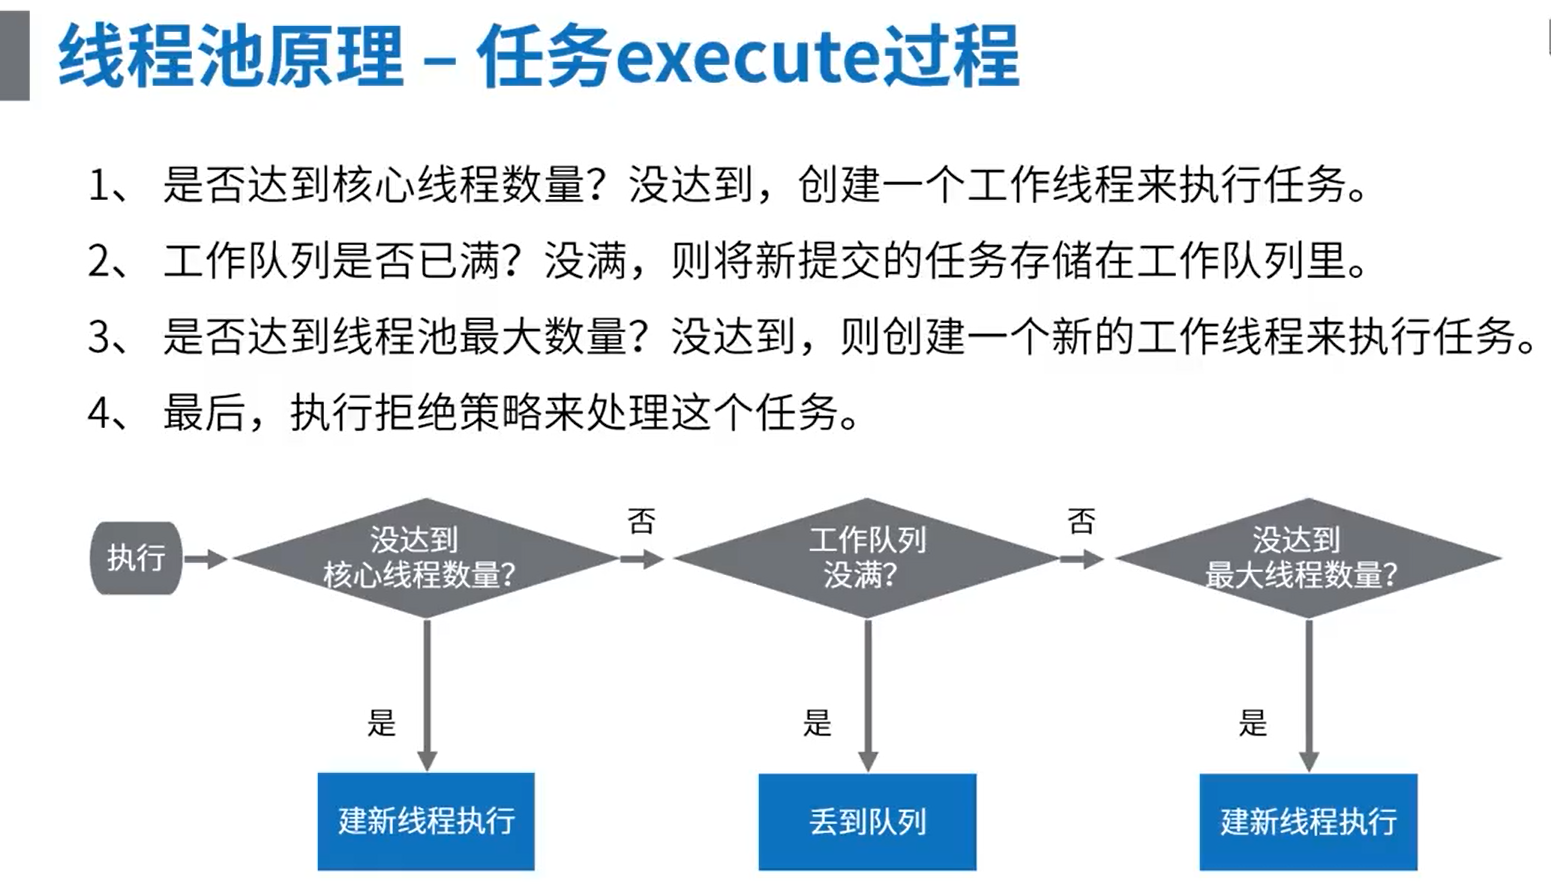 线程池原理 – 任务execute过程
1、 是否达到核心线程数量？没达到，创建一个工作线程来执行任务。
2、 工作队列是否已满？没满，则将新提交的任务存储在工作队列里。
3、 是否达到线程池最大数量？没达到，则创建一个新的工作线程来执行任务。
4、 最后，执行拒绝策略来处理这个任务。
执行
没达到
核心线程数量？
否
工作队列
没满？
否
没达到
最大线程数量？
是
是
是
建新线程执行
丢到队列
建新线程执行